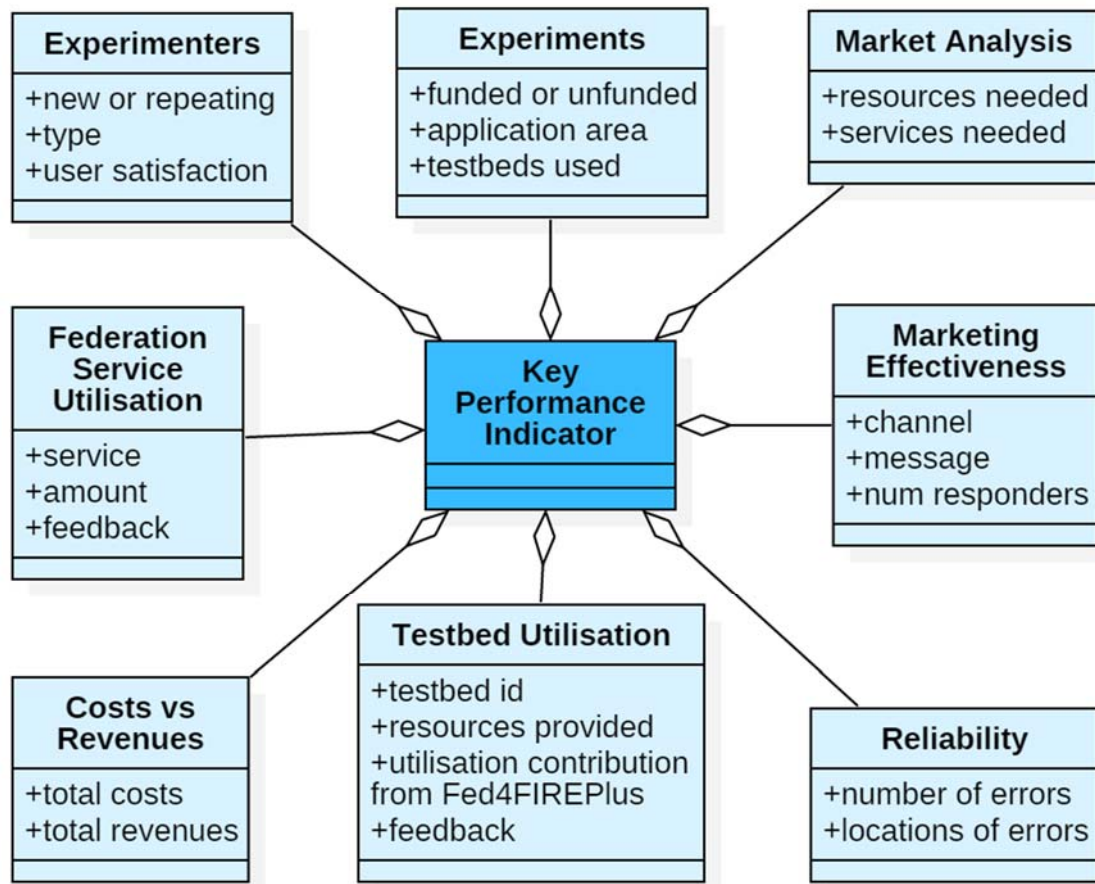 Experimenters
+new or repeating
+type
+user satisfaction
Experiments
+funded or unfunded
+application area
+testbeds used
Market Analysis
+resources needed
+services needed
Federation
Service
Utilisation
+service
+amount
+feedback
Key
Performance
Indicator
Marketing
Effectiveness
+channel
+message
+num responders
Costs vs
Revenues
+total costs
+total revenues
Testbed Utilisation
+testbed id
+resources provided
+utilisation contribution
from Fed4FIREPlus
+feedback
Reliability
+number of errors
+locations of errors